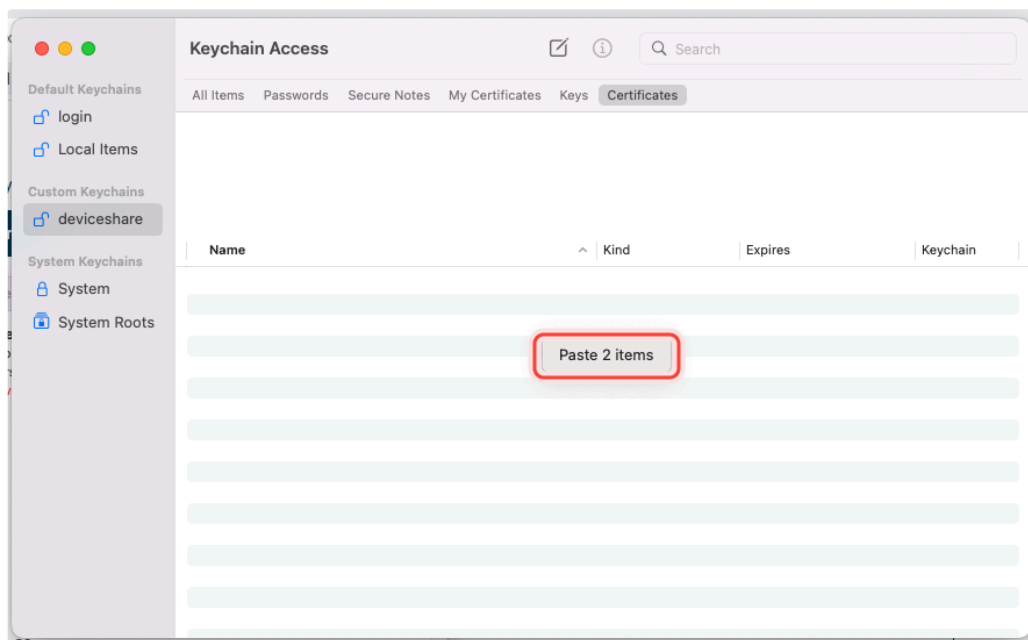 Keychain Access
Search
Default Keychains
login
Local Items
Custom Keychains
deviceshare
System Keychains
System
System Roots
All Items Passwords Secure Notes My Certificates Keys Certificates
Name Kind Expires Keychain
Paste 2 items